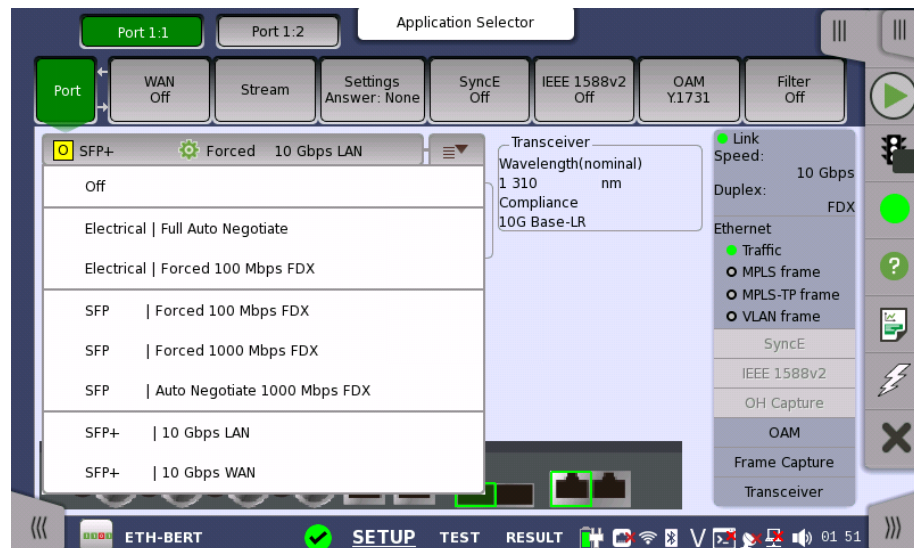 Application Selector
Port 1:1
Port 1:2
Port
WAN
Off
Stream
Settings
Answer: None
SyncE
Off
IEEE 1588v2
Off
OAM
Y.1731
Filter
Off
O SFP+ Forced 10 Gbps LAN
Off
Electrical | Full Auto Negotiate
Electrical | Forced 100 Mbps FDX
SFP | Forced 100 Mbps FDX
SFP | Forced 1000 Mbps FDX
SFP | Auto Negotiate 1000 Mbps FDX
SFP+ | 10 Gbps LAN
SFP+ | 10 Gbps WAN
Transceiver
Wavelength(nominal)
1 310 nm
Compliance
10G Base-LR
Link
Speed:
10 Gbps
Duplex:
FDX
Ethernet
Traffic
MPLS frame
MPLS-TP frame
VLAN frame
SyncE
IEEE 1588v2
OH Capture
OAM
Frame Capture
Transceiver
ETH-BERT
SETUP TEST RESULT
V
01 51